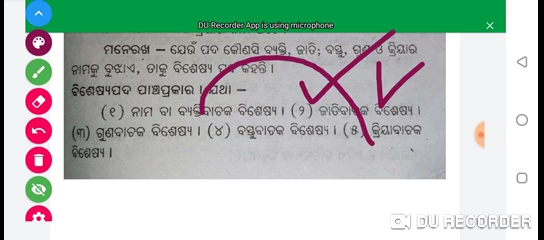 DU Recorder App is using microphone
ମନେରଖ - ଯେଉଁ ପଦ କୌଣସି ବ୍ୟକ୍ତି, ଜାତି, ବସ୍ତୁ, ଗୁଣ ଓ କ୍ରିୟାର
ନାମକୁ ବୁଝାଏ, ତାକୁ ବିଶେଷ୍ୟ ପଦ କହନ୍ତି ।
ବିଶେଷ୍ୟପଦ ପାଞ୍ଚପ୍ରକାର । ଯଥା -
(୧) ନାମ ବା ବ୍ୟକ୍ତିବାଚକ ବିଶେଷ୍ୟ । (୨) ଜାତିବାଚକ ବିଶେଷ୍ୟ ।
(୩) ଗୁଣବାଚକ ବିଶେଷ୍ୟ । (୪) ବସ୍ତୁବାଚକ ବିଶେଷ୍ୟ । (୫) କ୍ରିୟାବାଚକ
ବିଶେଷ୍ୟ ।
DU RECORDER